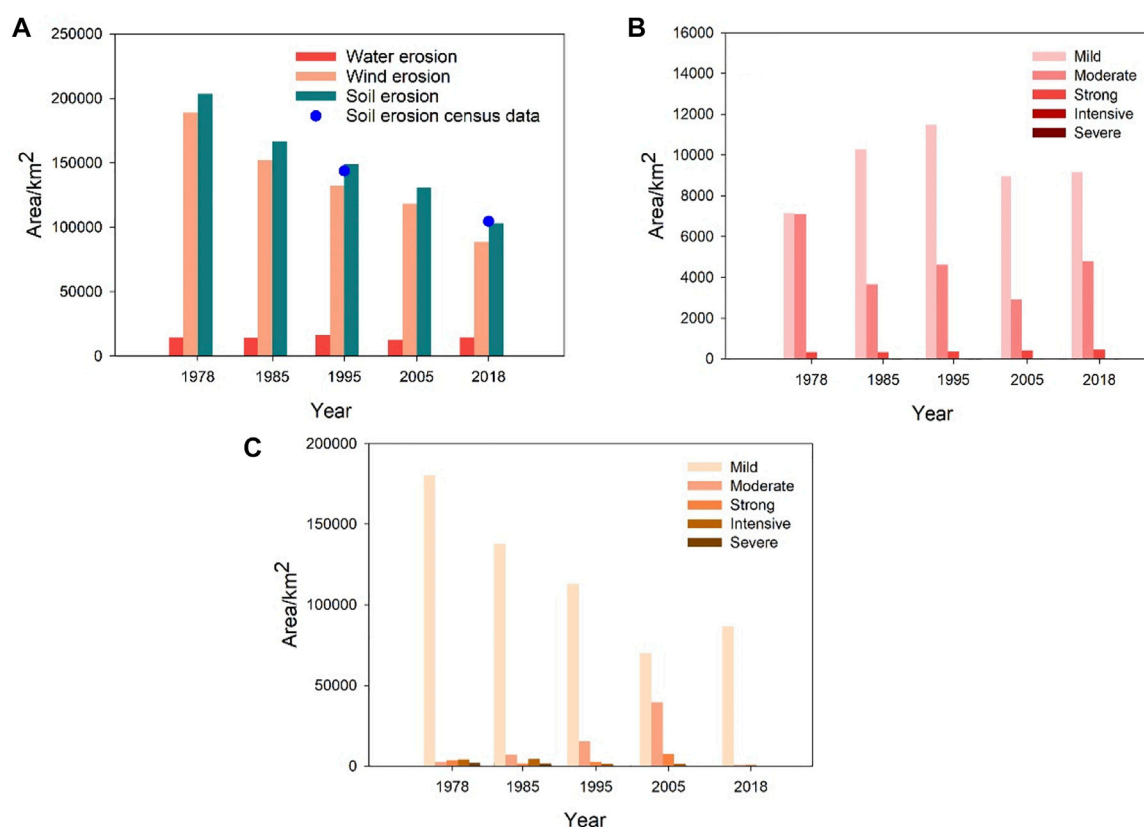 A
250000
200000
150000
100000
50000
0
Area/km²
Water erosion
Wind erosion
Soil erosion
Soil erosion census data
1978 1985 1995 2005 2018
Year
B
16000
14000
12000
10000
8000
6000
4000
2000
0
Area/km²
Mild
Moderate
Strong
Intensive
Severe
1978 1985 1995 2005 2018
Year
C
200000
150000
100000
50000
0
Area/km²
Mild
Moderate
Strong
Intensive
Severe
1978 1985 1995 2005 2018
Year